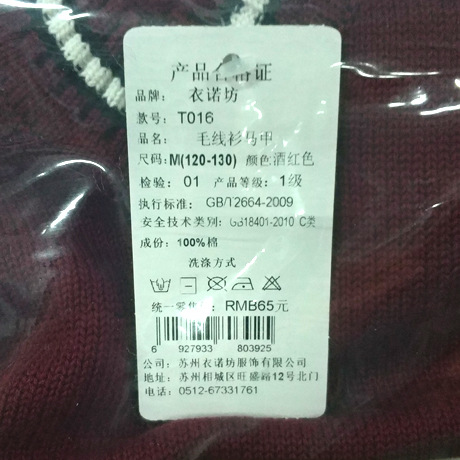 产品合格证
品牌: 衣诺坊
款号: T016
品名: 毛线衫马甲
尺码: M(120-130) 颜色酒红色
检验: 01 产品等级: 1级
执行标准: GB/T2664-2009
安全技术类别: GB18401-2010 C类
成份: 100%棉
洗涤方式
统一零售价: RMB65元
6 927933 803925
公司: 苏州衣诺坊服饰有限公司
地址: 苏州相城区旺盛路12号北门
电话: 0512-67331761